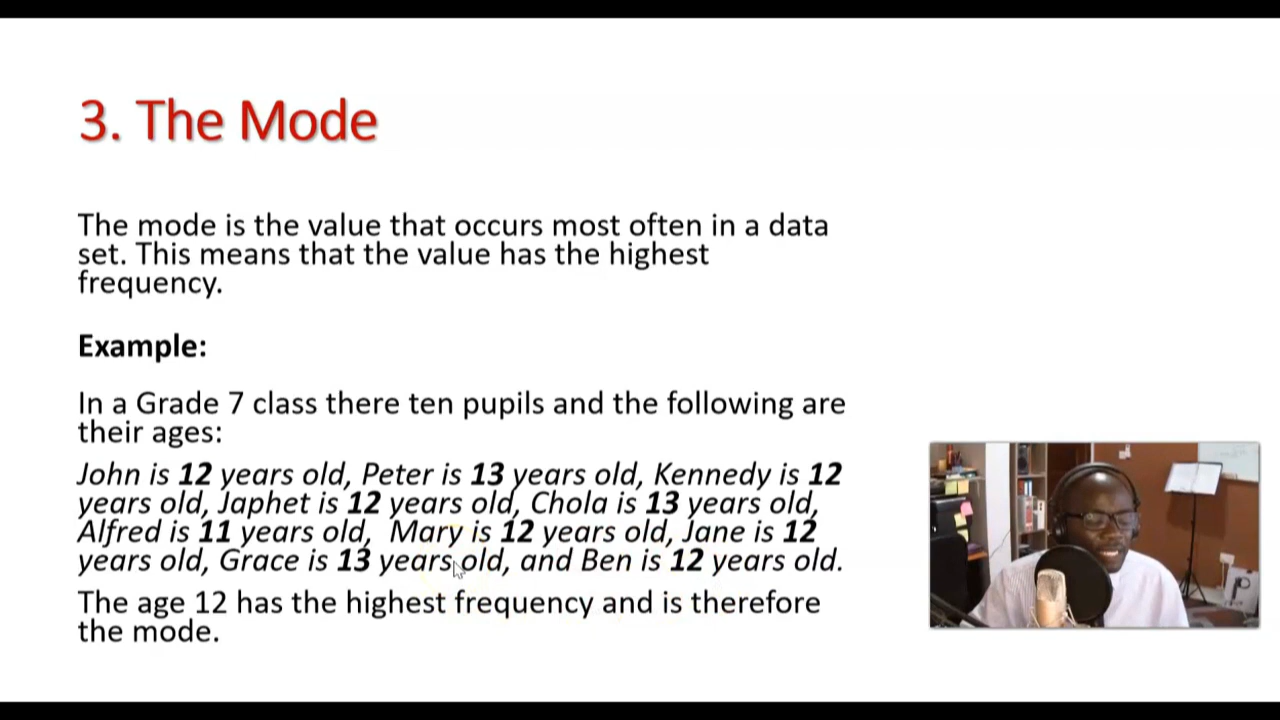 3. The Mode
The mode is the value that occurs most often in a data
set. This means that the value has the highest
frequency.
Example:
In a Grade 7 class there ten pupils and the following are
their ages:
John is 12 years old, Peter is 13 years old, Kennedy is 12
years old, Japhet is 12 years old, Chola is 13 years old,
Alfred is 11 years old,  Mary is 12 years old, Jane is 12
years old, Grace is 13 years old, and Ben is 12 years old.
The age 12 has the highest frequency and is therefore
the mode.